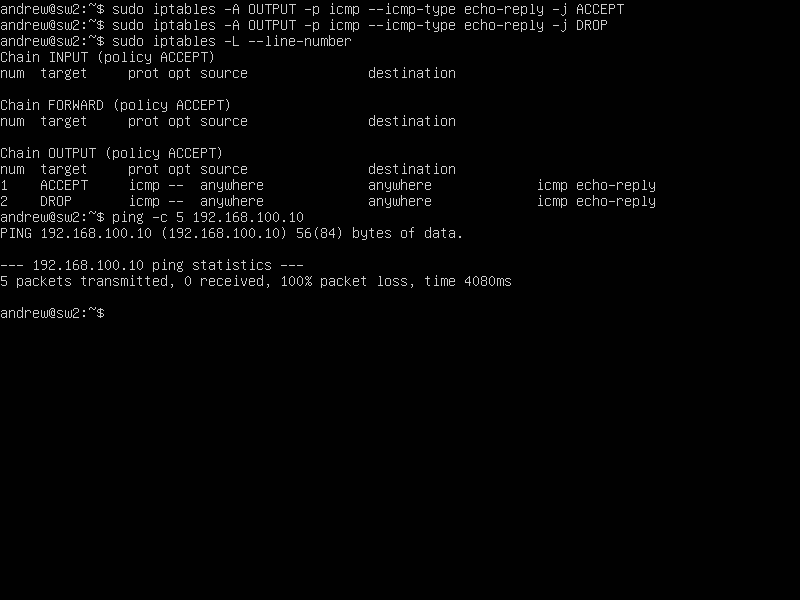 andrew@sw2:~$ sudo iptables -A OUTPUT -p icmp --icmp-type echo-reply -j ACCEPT
andrew@sw2:~$ sudo iptables -A OUTPUT -p icmp --icmp-type echo-reply -j DROP
andrew@sw2:~$ sudo iptables -L --line-number
Chain INPUT (policy ACCEPT)
num  target     prot opt source               destination

Chain FORWARD (policy ACCEPT)
num  target     prot opt source               destination

Chain OUTPUT (policy ACCEPT)
num  target     prot opt source               destination
1    ACCEPT     icmp --  anywhere             anywhere             icmp echo-reply
2    DROP       icmp --  anywhere             anywhere             icmp echo-reply
andrew@sw2:~$ ping -c 5 192.168.100.10
PING 192.168.100.10 (192.168.100.10) 56(84) bytes of data.

--- 192.168.100.10 ping statistics ---
5 packets transmitted, 0 received, 100% packet loss, time 4080ms

andrew@sw2:~$